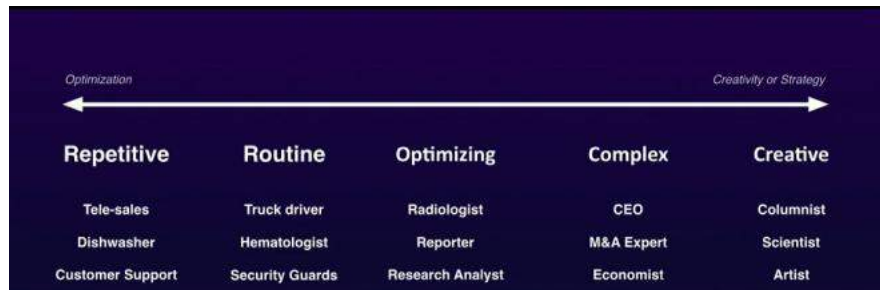 Optimization Creativity or Strategy
Repetitive Routine Optimizing Complex Creative
Tele-sales Truck driver Radiologist CEO Columnist
Dishwasher Hematologist Reporter M&A Expert Scientist
Customer Support Security Guards Research Analyst Economist Artist